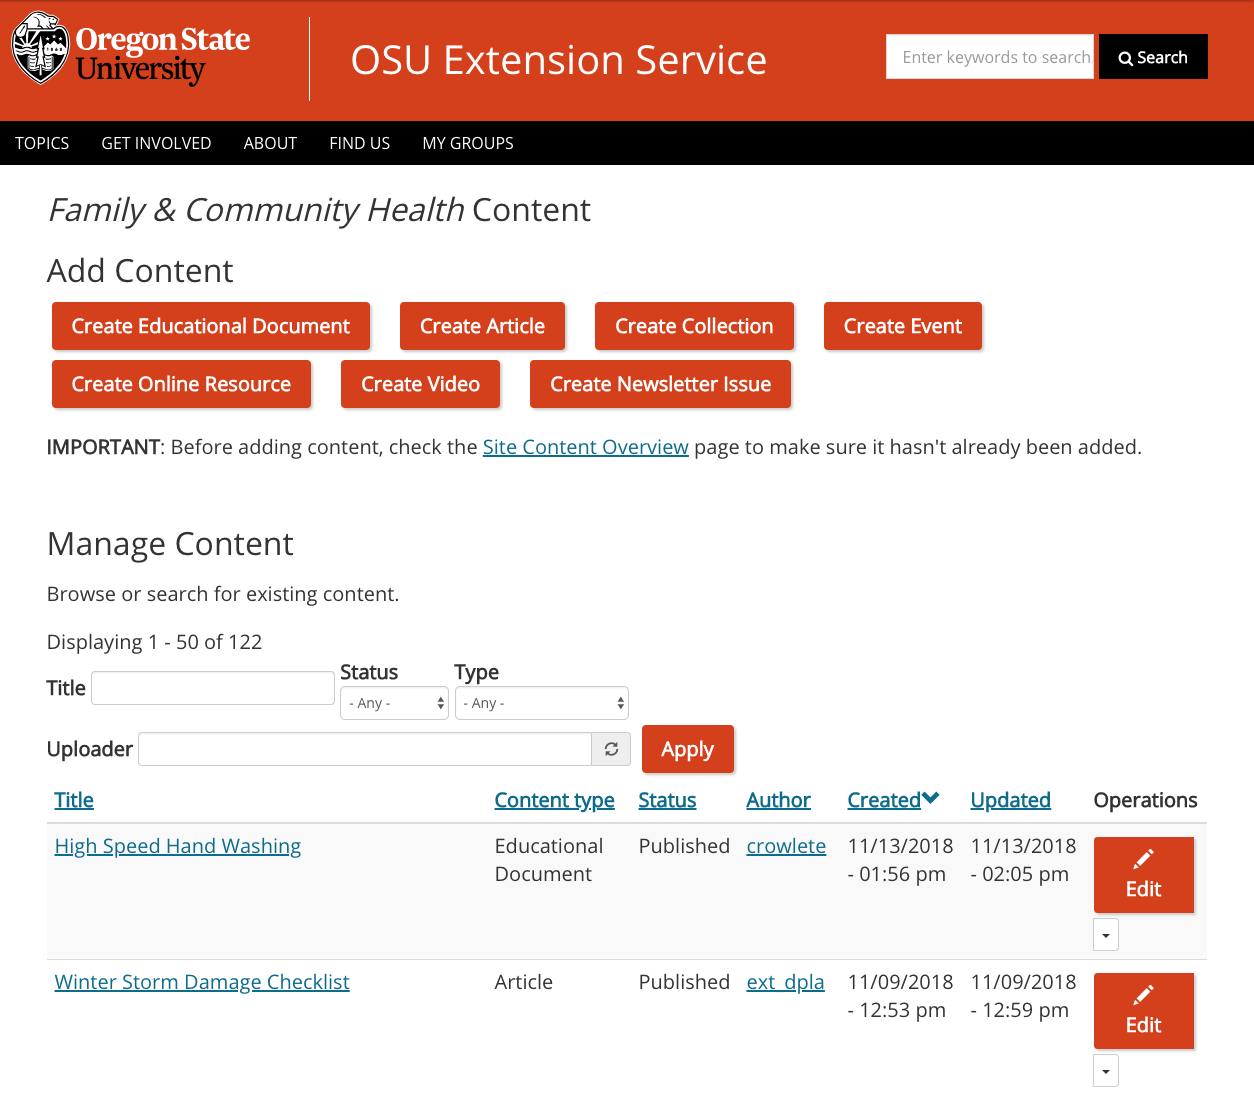 Oregon State
University
OSU Extension Service
Enter keywords to search
Search
TOPICS GET INVOLVED ABOUT FIND US MY GROUPS
Family & Community Health Content
Add Content
Create Educational Document Create Article Create Collection Create Event
Create Online Resource Create Video Create Newsletter Issue
IMPORTANT: Before adding content, check the Site Content Overview page to make sure it hasn't already been added.
Manage Content
Browse or search for existing content.
Displaying 1 - 50 of 122
Title Status Type
- Any - - Any -
Uploader Apply
Title Content type Status Author Created Updated Operations
High Speed Hand Washing Educational Published crowlete 11/13/2018 11/13/2018
Document - 01:56 pm - 02:05 pm Edit
Winter Storm Damage Checklist Article Published ext_dpla 11/09/2018 11/09/2018
- 12:53 pm - 12:59 pm Edit